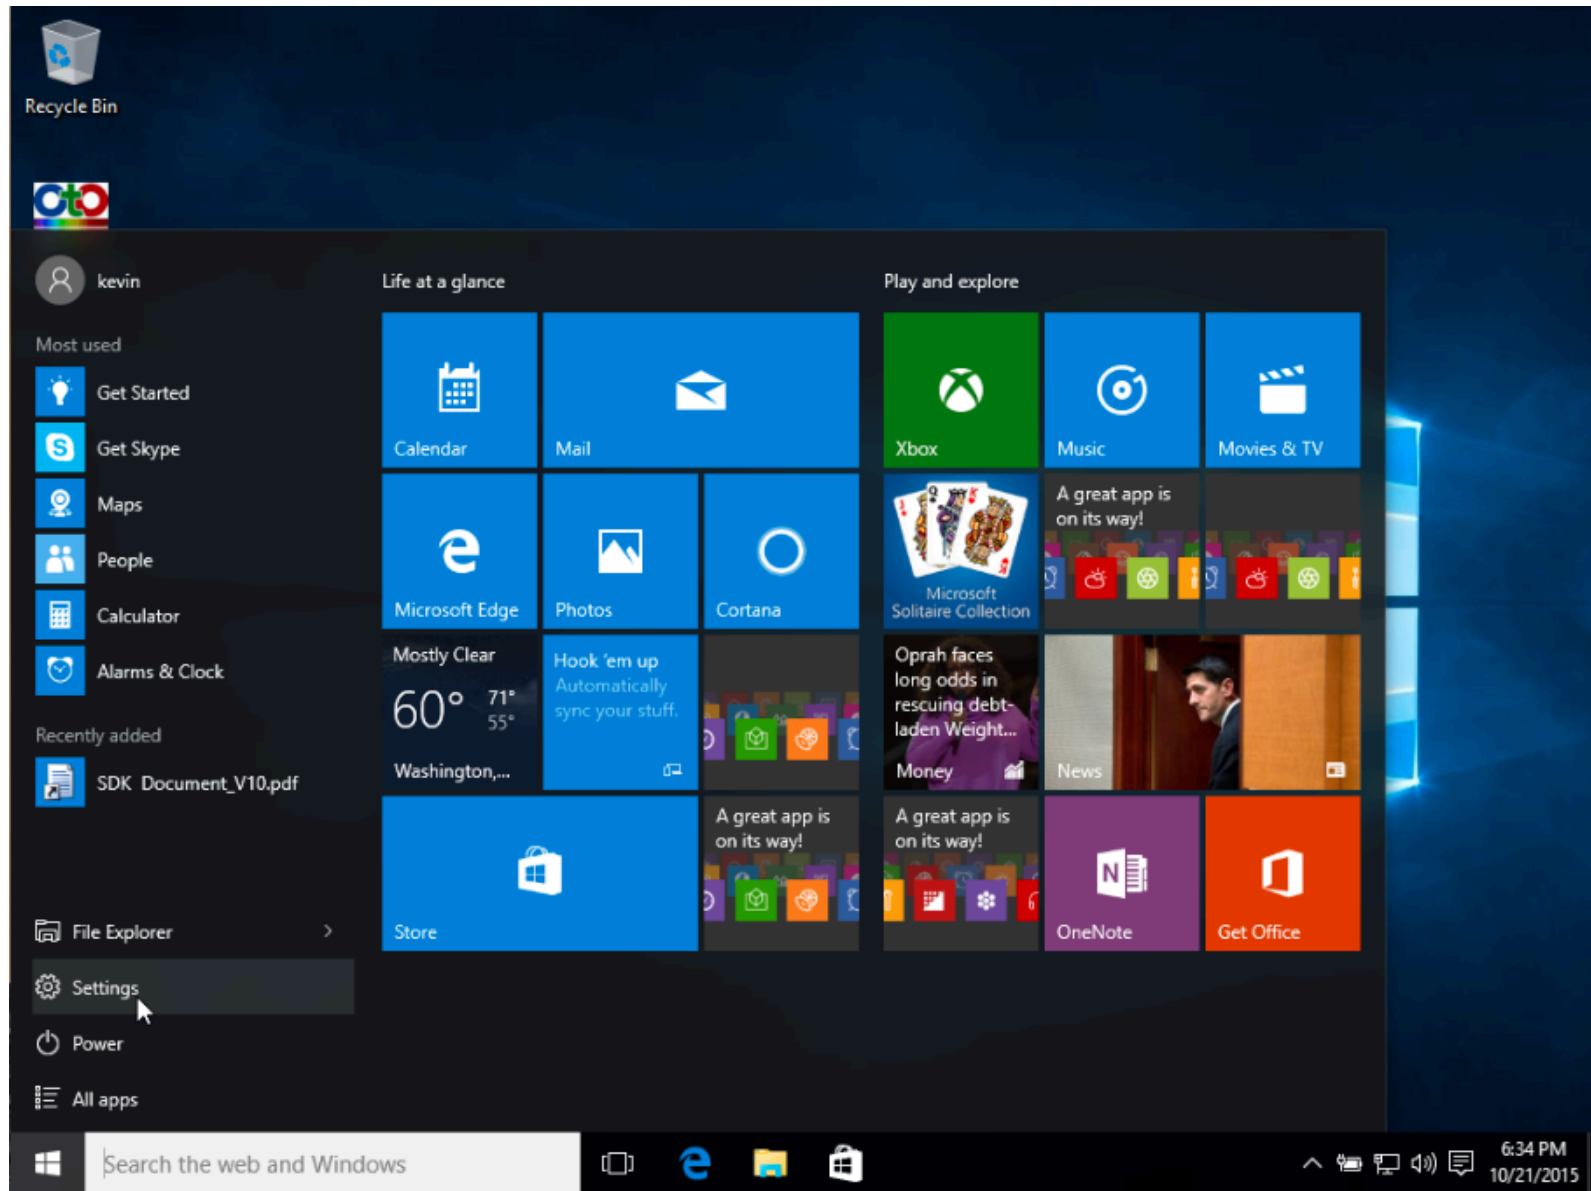 Recycle Bin
cto
kevin
Most used
Get Started
Get Skype
Maps
People
Calculator
Alarms & Clock
Recently added
SDK Document_V10.pdf
File Explorer
Settings
Power
All apps
Life at a glance
Calendar
Mail
Microsoft Edge
Photos
Cortana
Mostly Clear
60° 71°
55°
Washington,...
Hook 'em up
Automatically
sync your stuff.
Store
A great app is
on its way!
Play and explore
Xbox
Music
Movies & TV
Microsoft
Solitaire Collection
A great app is
on its way!
Oprah faces
long odds in
rescuing debt-
laden Weight...
Money
News
A great app is
on its way!
OneNote
Get Office
Search the web and Windows
6:34 PM
10/21/2015